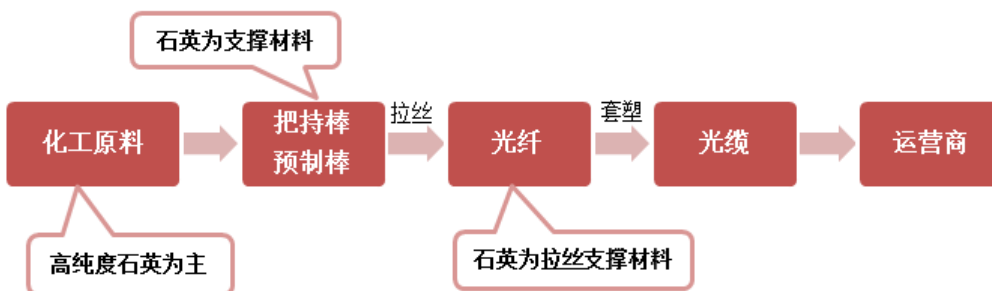 石英为支撑材料
化工原料
把持棒
预制棒
拉丝
光纤
套塑
光缆
运营商
高纯度石英为主
石英为拉丝支撑材料